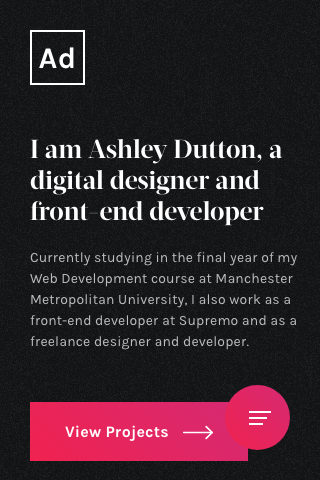 Ad
I am Ashley Dutton, a
digital designer and
front-end developer
Currently studying in the final year of my
Web Development course at Manchester
Metropolitan University, I also work as a
front-end developer at Supremo and as a
freelance designer and developer.
View Projects